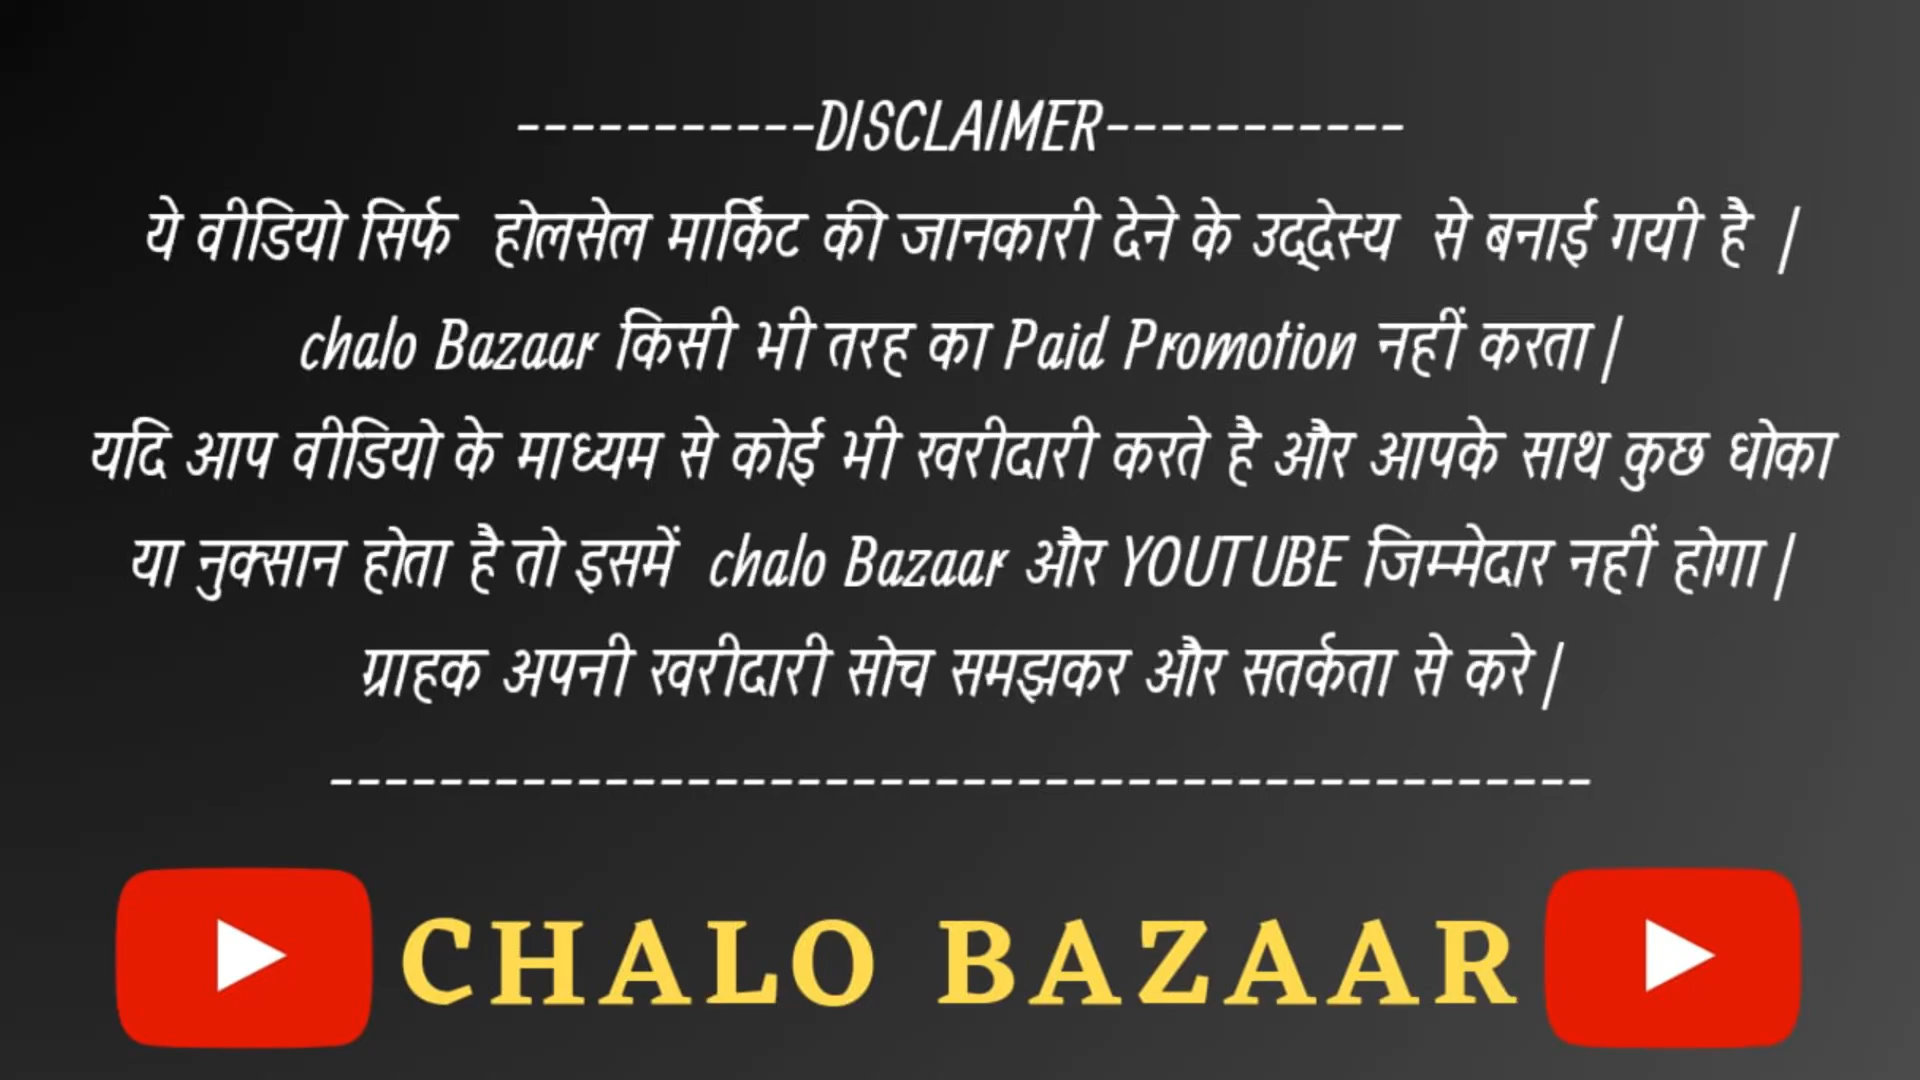 -----------DISCLAIMER-----------
ये वीडियो सिर्फ होलसेल मार्किट की जानकारी देने के उद्देस्य से बनाई गयी है |
chalo Bazaar किसी भी तरह का Paid Promotion नहीं करता |
यदि आप वीडियो के माध्यम से कोई भी खरीदारी करते है और आपके साथ कुछ धोका
या नुक्सान होता है तो इसमें chalo Bazaar और YOUTUBE जिम्मेदार नहीं होगा |
ग्राहक अपनी खरीदारी सोच समझकर और सतर्कता से करे |
----------------------------------------------
CHALO BAZAAR